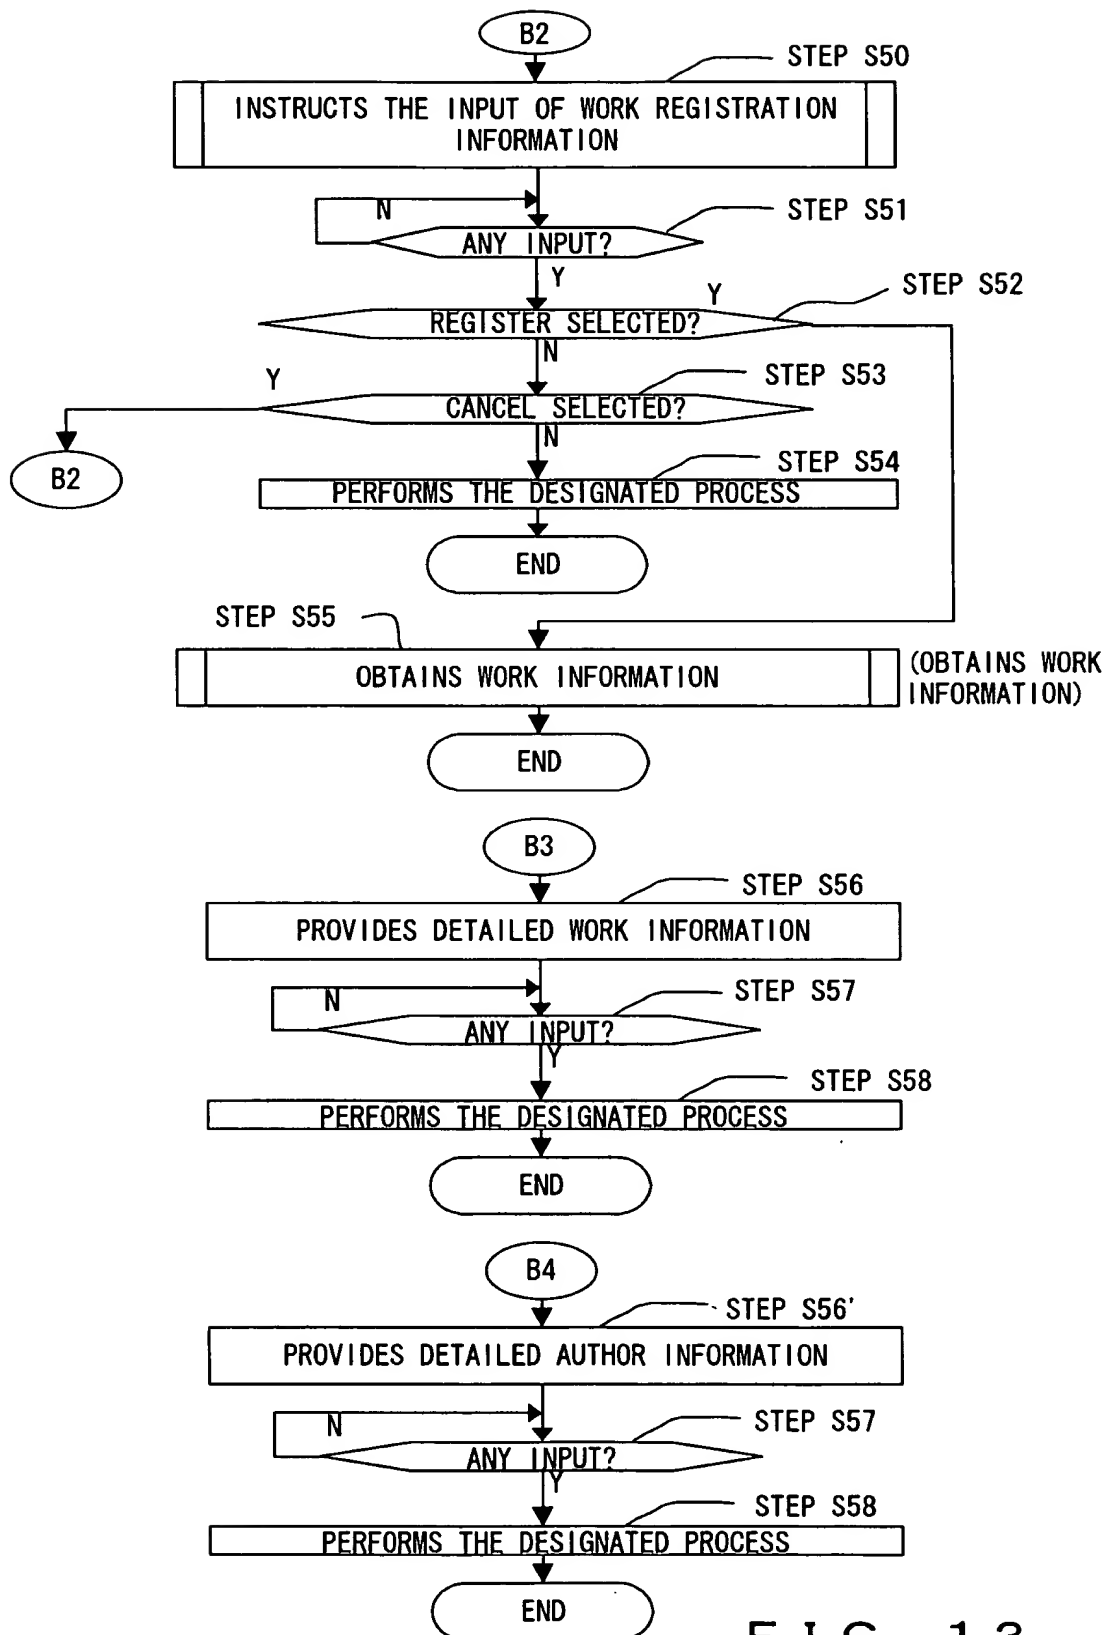 B2
STEP S50
INSTRUCTS THE INPUT OF WORK REGISTRATION
INFORMATION
N
STEP S51
ANY INPUT?
Y
Y
STEP S52
REGISTER SELECTED?
N
Y
STEP S53
CANCEL SELECTED?
N
B2
STEP S54
PERFORMS THE DESIGNATED PROCESS
END
STEP S55
OBTAINS WORK INFORMATION
(OBTAINS WORK
INFORMATION)
END
B3
STEP S56
PROVIDES DETAILED WORK INFORMATION
N
STEP S57
ANY INPUT?
Y
STEP S58
PERFORMS THE DESIGNATED PROCESS
END
B4
STEP S56'
PROVIDES DETAILED AUTHOR INFORMATION
N
STEP S57
ANY INPUT?
Y
STEP S58
PERFORMS THE DESIGNATED PROCESS
END